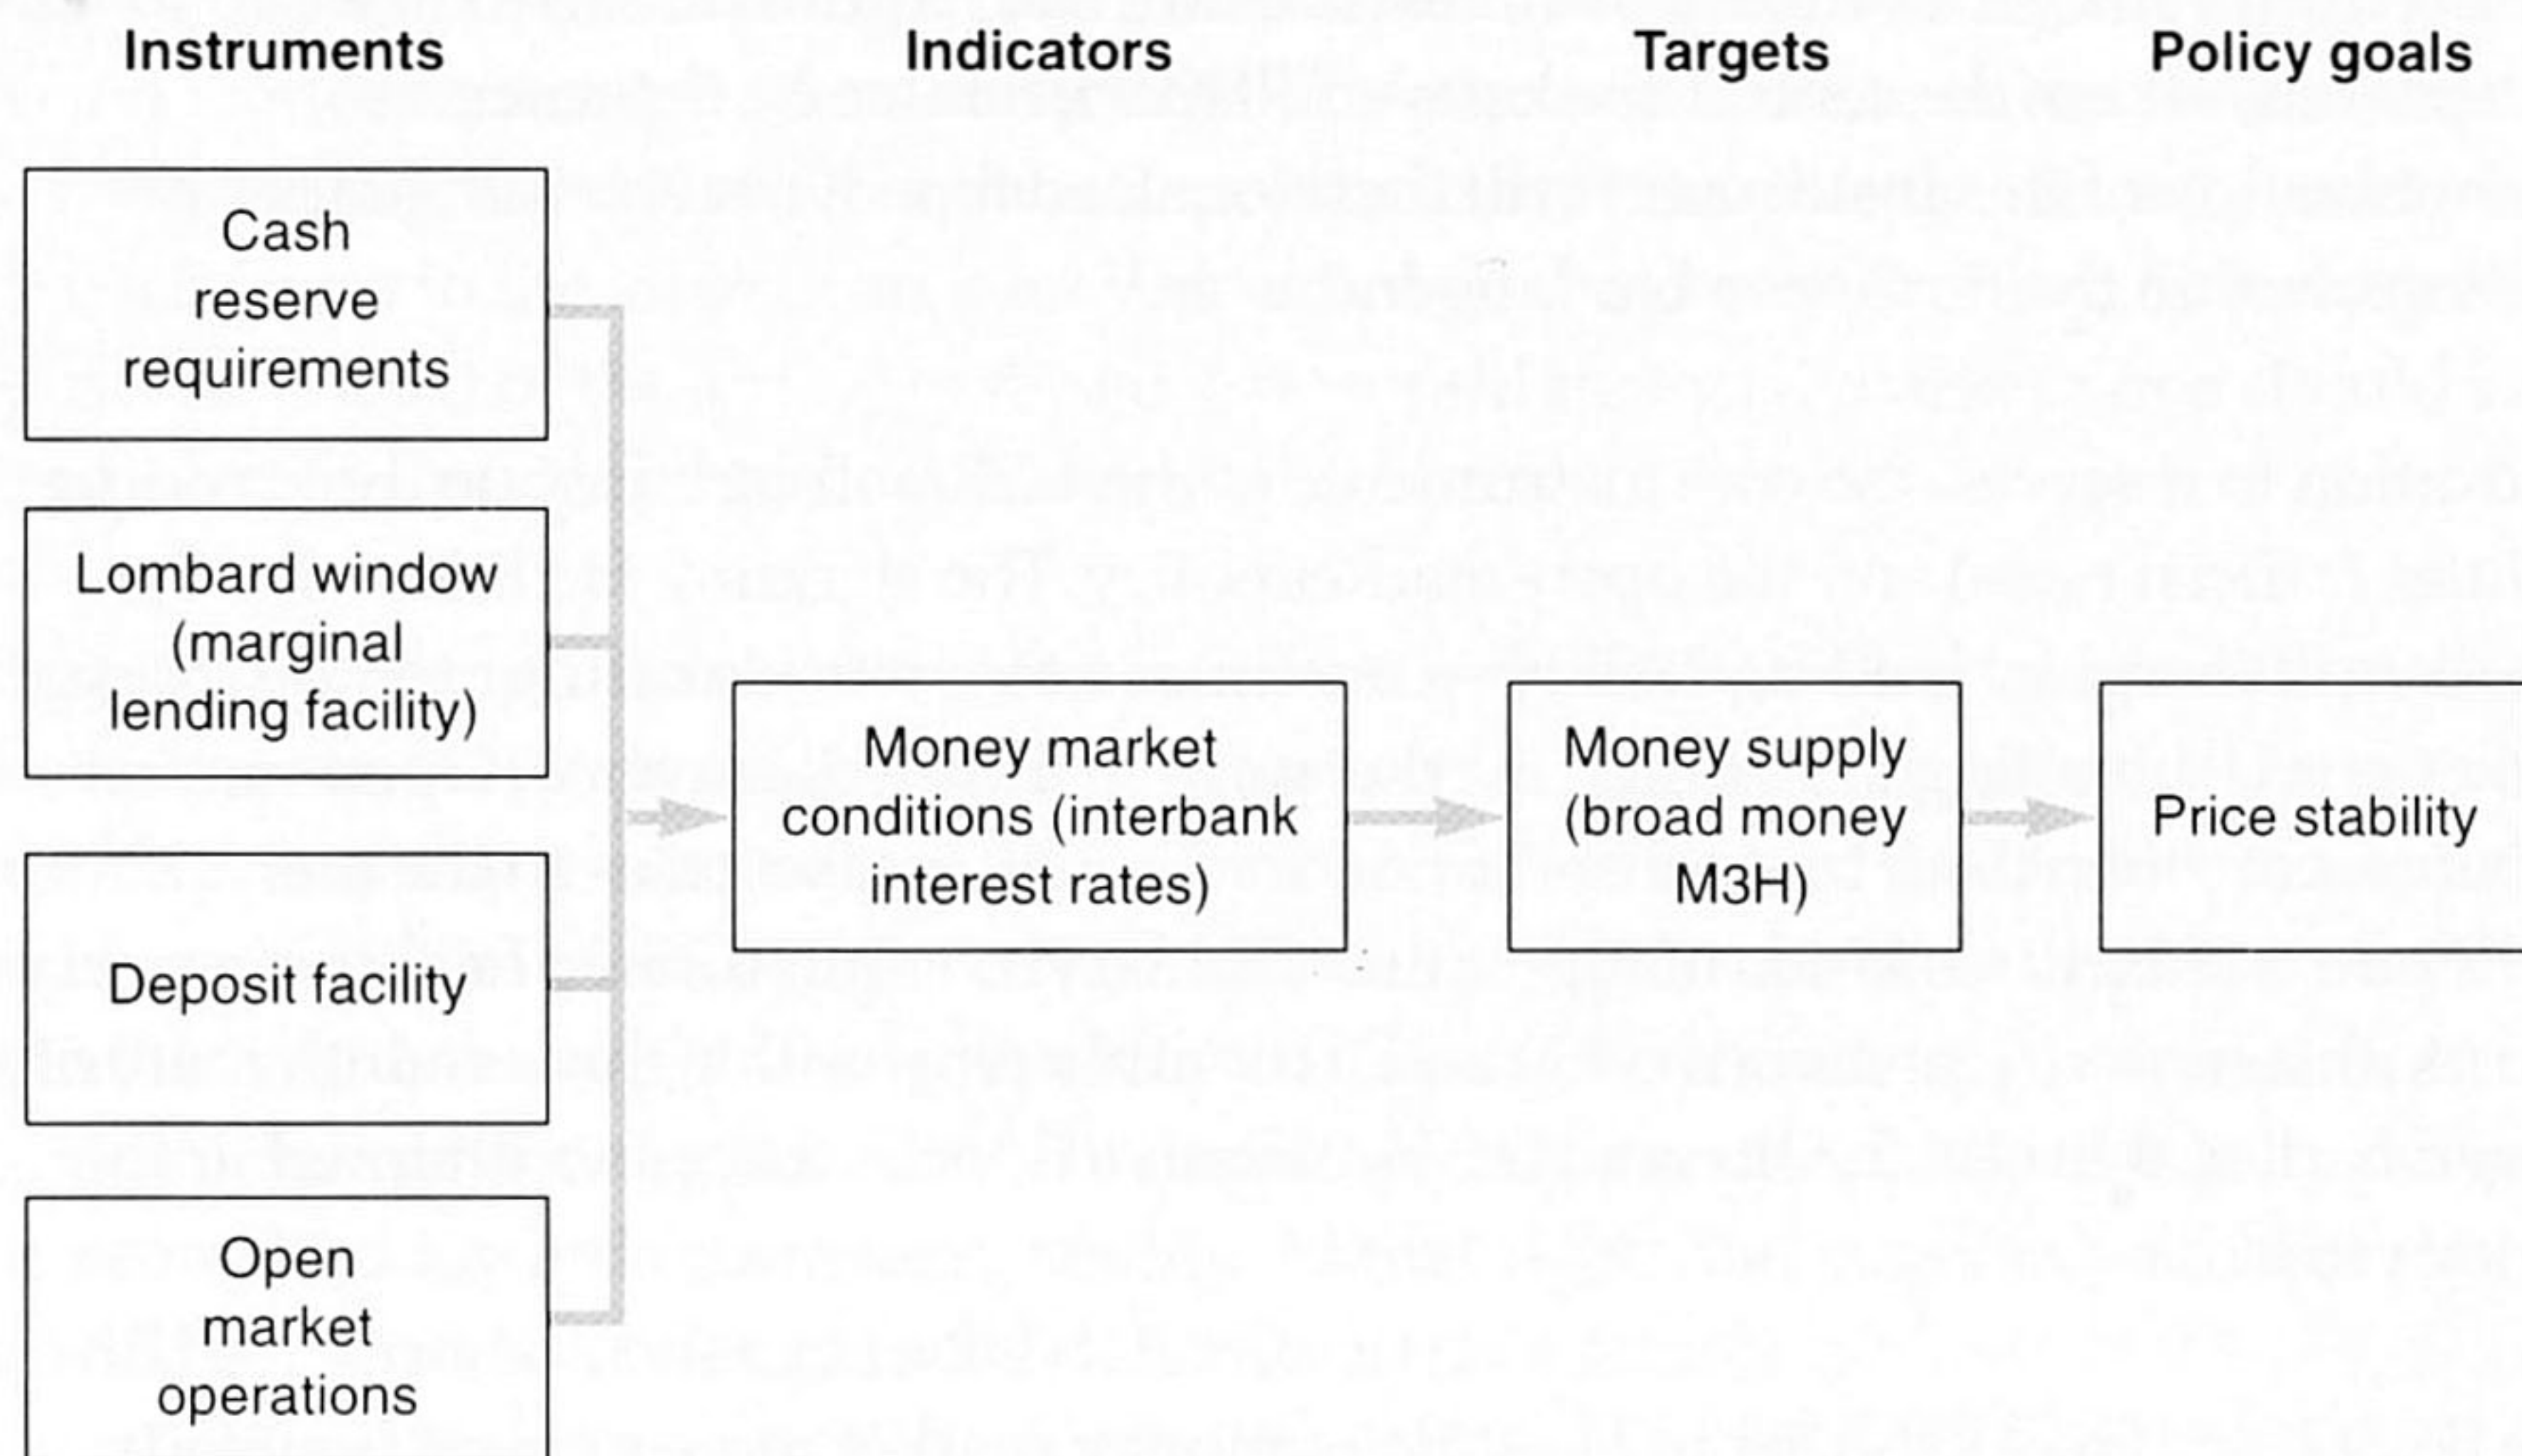 Instruments
Indicators
Targets
Policy goals
Cash
reserve
requirements
Lombard window
(marginal
lending facility)
Deposit facility
Open
market
operations
Money market
conditions (interbank
interest rates)
Money supply
(broad money
M3H)
Price stability